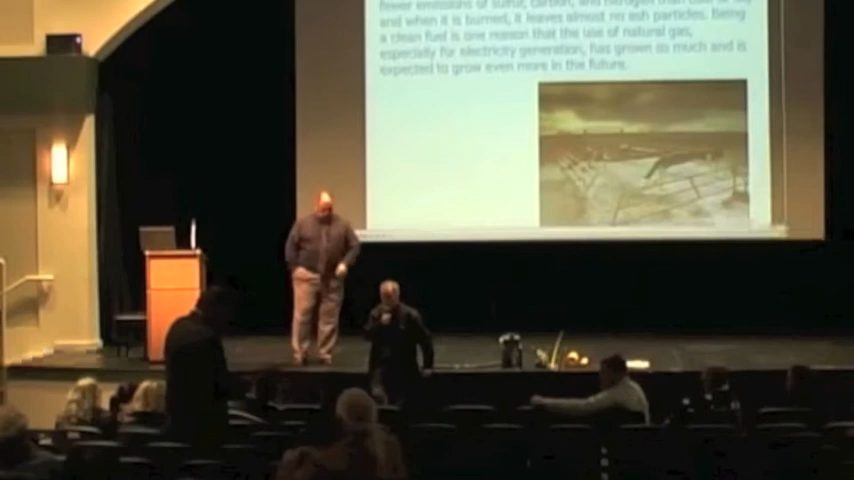 fewer emissions of sulfur, carbon, and nitrogen than coal or oil,
and when it is burned, it leaves almost no ash particles. Being
a clean fuel is one reason that the use of natural gas,
especially for electricity generation, has grown so much and is
expected to grow even more in the future.